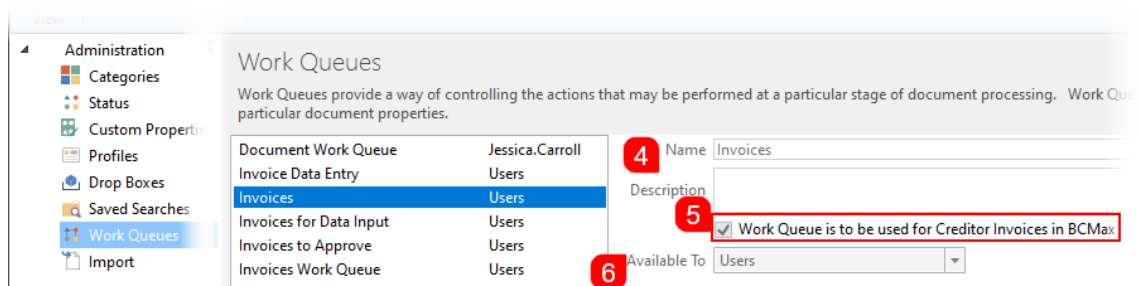 View
Administration
Categories
Status
Custom Propertie
Profiles
Drop Boxes
Saved Searches
Work Queues
Import
Work Queues
Work Queues provide a way of controlling the actions that may be performed at a particular stage of document processing. Work Que
particular document properties.
Document Work Queue Jessica.Carroll
Invoice Data Entry Users
Invoices Users
Invoices for Data Input Users
Invoices to Approve Users
Invoices Work Queue Users
4 Name Invoices
Description
5 Work Queue is to be used for Creditor Invoices in BCMax
6 Available To Users